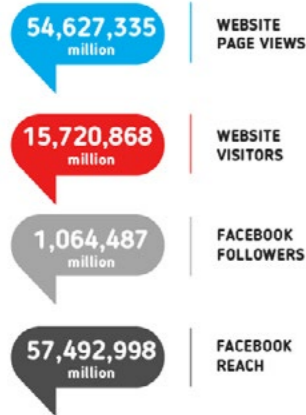 54,627,335
million
WEBSITE
PAGE VIEWS
15,720,868
million
WEBSITE
VISITORS
1,064,487
million
FACEBOOK
FOLLOWERS
57,492,998
million
FACEBOOK
REACH